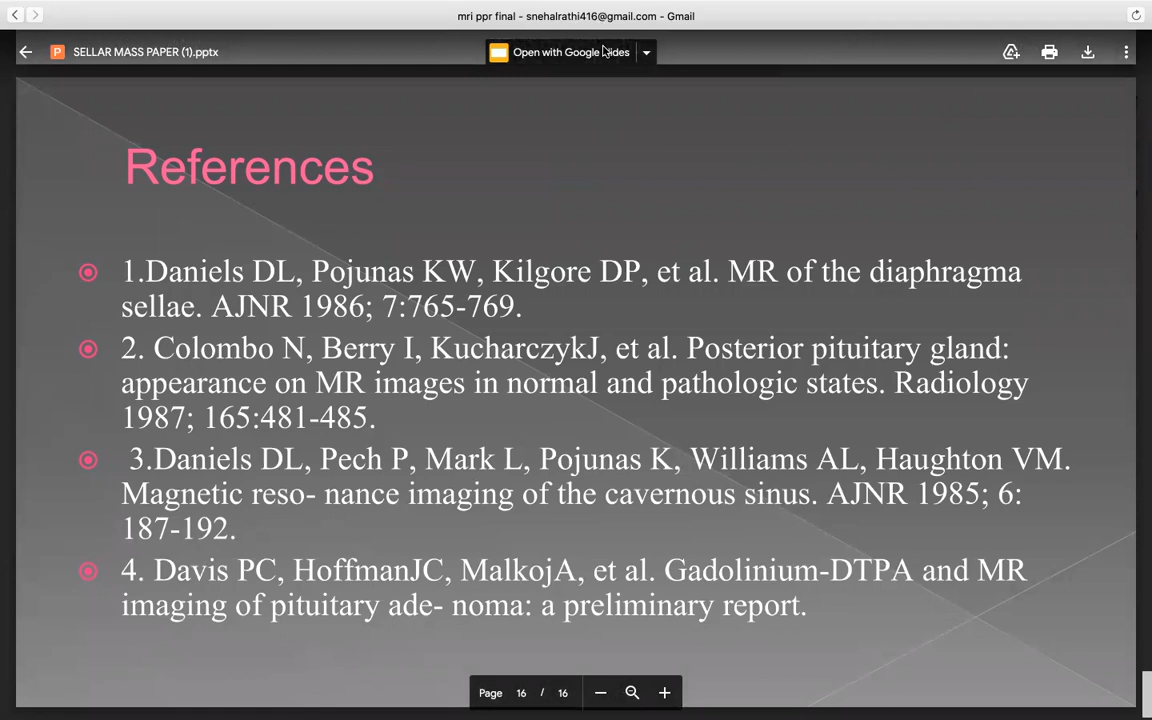 mri ppr final - snehalrathi416@gmail.com - Gmail
P SELLAR MASS PAPER (1).pptx
Open with Google Slides
References
1.Daniels DL, Pojunas KW, Kilgore DP, et al. MR of the diaphragma
sellae. AJNR 1986; 7:765-769.
2. Colombo N, Berry I, KucharczykJ, et al. Posterior pituitary gland:
appearance on MR images in normal and pathologic states. Radiology
1987; 165:481-485.
3.Daniels DL, Pech P, Mark L, Pojunas K, Williams AL, Haughton VM.
Magnetic reso- nance imaging of the cavernous sinus. AJNR 1985; 6:
187-192.
4. Davis PC, HoffmanJC, MalkojA, et al. Gadolinium-DTPA and MR
imaging of pituitary ade- noma: a preliminary report.
Page 16 / 16